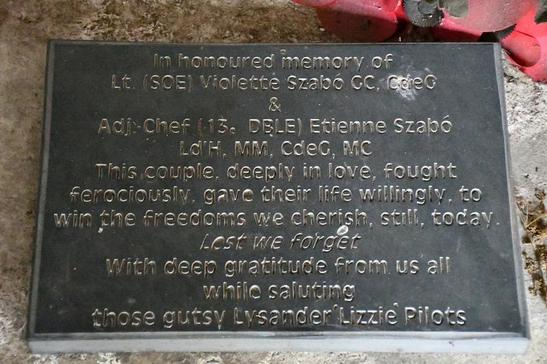 In honoured memory of
Lt. (SOE) Violette Szabó GC, CdeG
&
Adj-Chef (13e DBLE) Etienne Szabó
Ld'H, MM, CdeG, MC
This couple, deeply in love, fought
ferociously, gave their life willingly, to
win the freedoms we cherish, still, today.
Lest we forget
With deep gratitude from us all
while saluting
those gutsy Lysander 'Lizzie' Pilots